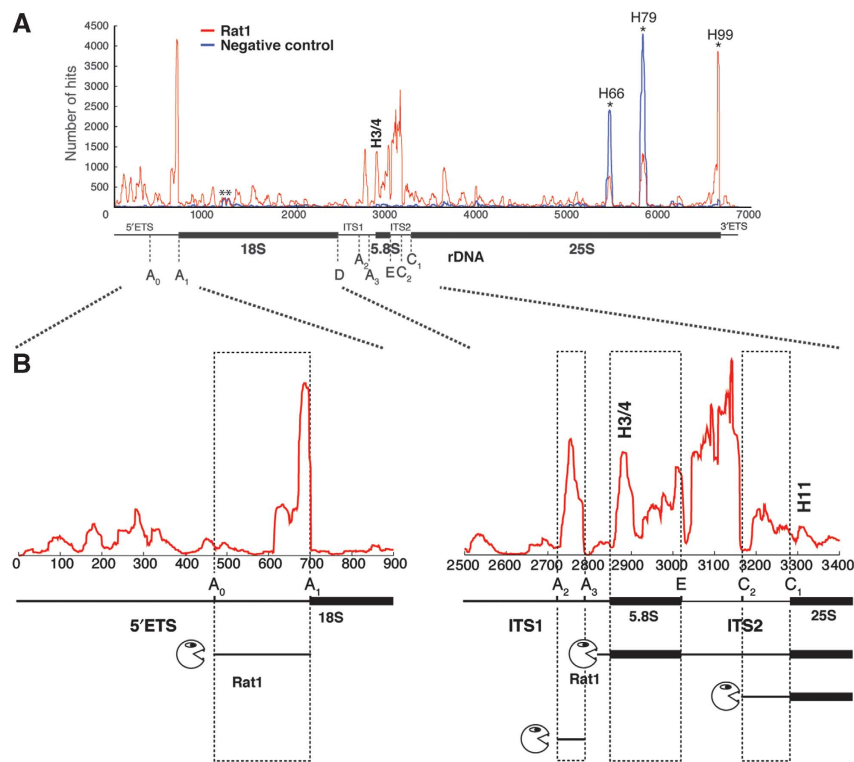 A
Rat1
Negative control
Number of hits
4500
4000
3500
3000
2500
2000
1500
1000
500
**
H3/4
H66
*
H79
*
H99
*
0 1000 2000 3000 4000 5000 6000 7000
5′ETS ITS1 ITS2 3′ETS
18S 5.8S rDNA 25S
A0 A1 D A2 A3 E C2 C1
B
H3/4
H11
0 100 200 300 400 500 600 700 800 900
2500 2600 2700 2800 2900 3000 3100 3200 3300 3400
A0 A1
A2 A3 E C2 C1
5′ETS 18S
ITS1 5.8S ITS2 25S
Rat1
Rat1